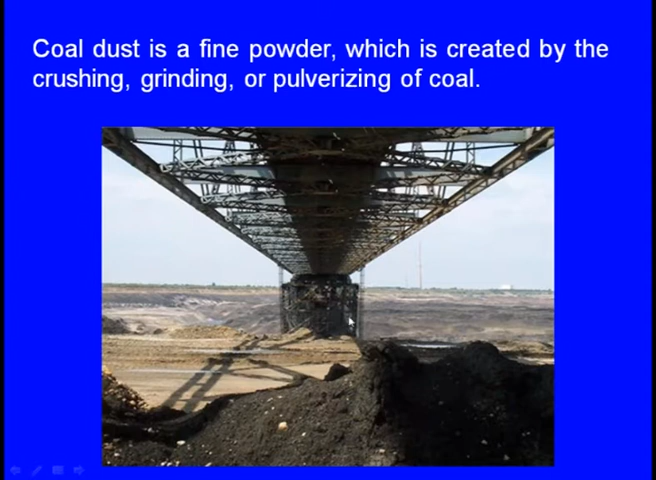 Coal dust is a fine powder, which is created by the
crushing, grinding, or pulverizing of coal.